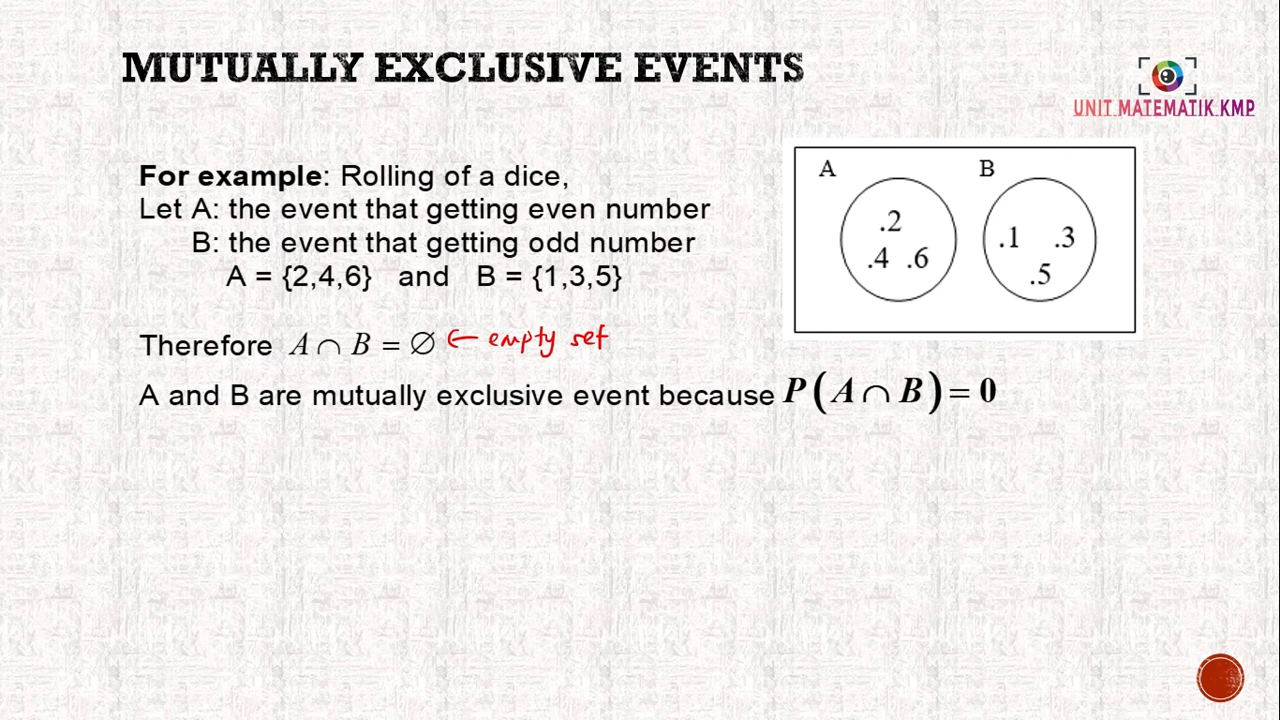 MUTUALLY EXCLUSIVE EVENTS
UNIT MATEMATIK KMP
For example: Rolling of a dice,
Let A: the event that getting even number
B: the event that getting odd number
A = {2,4,6} and B = {1,3,5}
A B
.2
.4 .6
.1 .3
.5
Therefore A ∩ B = ∅ ← empty set
A and B are mutually exclusive event because P(A ∩ B) = 0